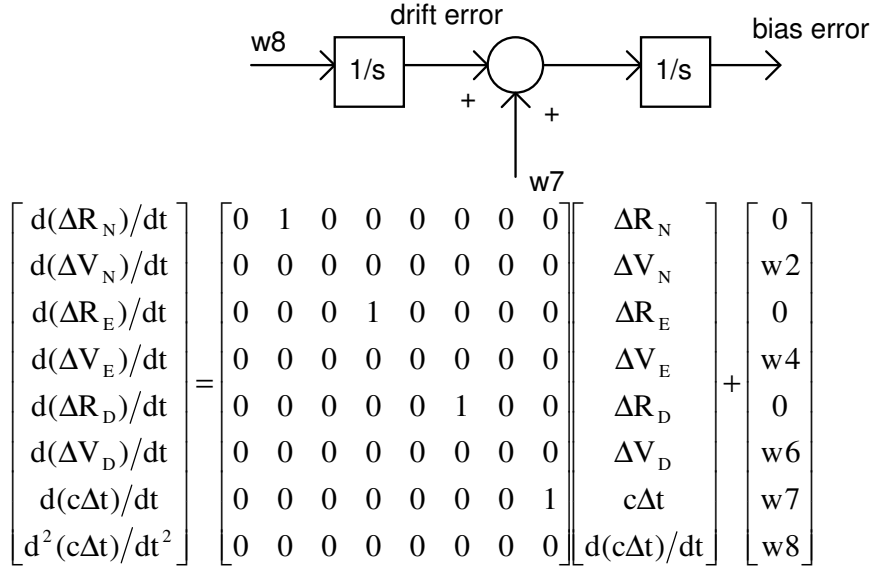 drift error
bias error
w8
1/s
1/s
+
+
w7
d(ΔR_N)/dt 0 1 0 0 0 0 0 0 ΔR_N 0
d(ΔV_N)/dt 0 0 0 0 0 0 0 0 ΔV_N w2
d(ΔR_E)/dt 0 0 0 1 0 0 0 0 ΔR_E 0
d(ΔV_E)/dt 0 0 0 0 0 0 0 0 ΔV_E w4
= +
d(ΔR_D)/dt 0 0 0 0 0 1 0 0 ΔR_D 0
d(ΔV_D)/dt 0 0 0 0 0 0 0 0 ΔV_D w6
d(cΔt)/dt 0 0 0 0 0 0 0 1 cΔt w7
d²(cΔt)/dt² 0 0 0 0 0 0 0 0 d(cΔt)/dt w8